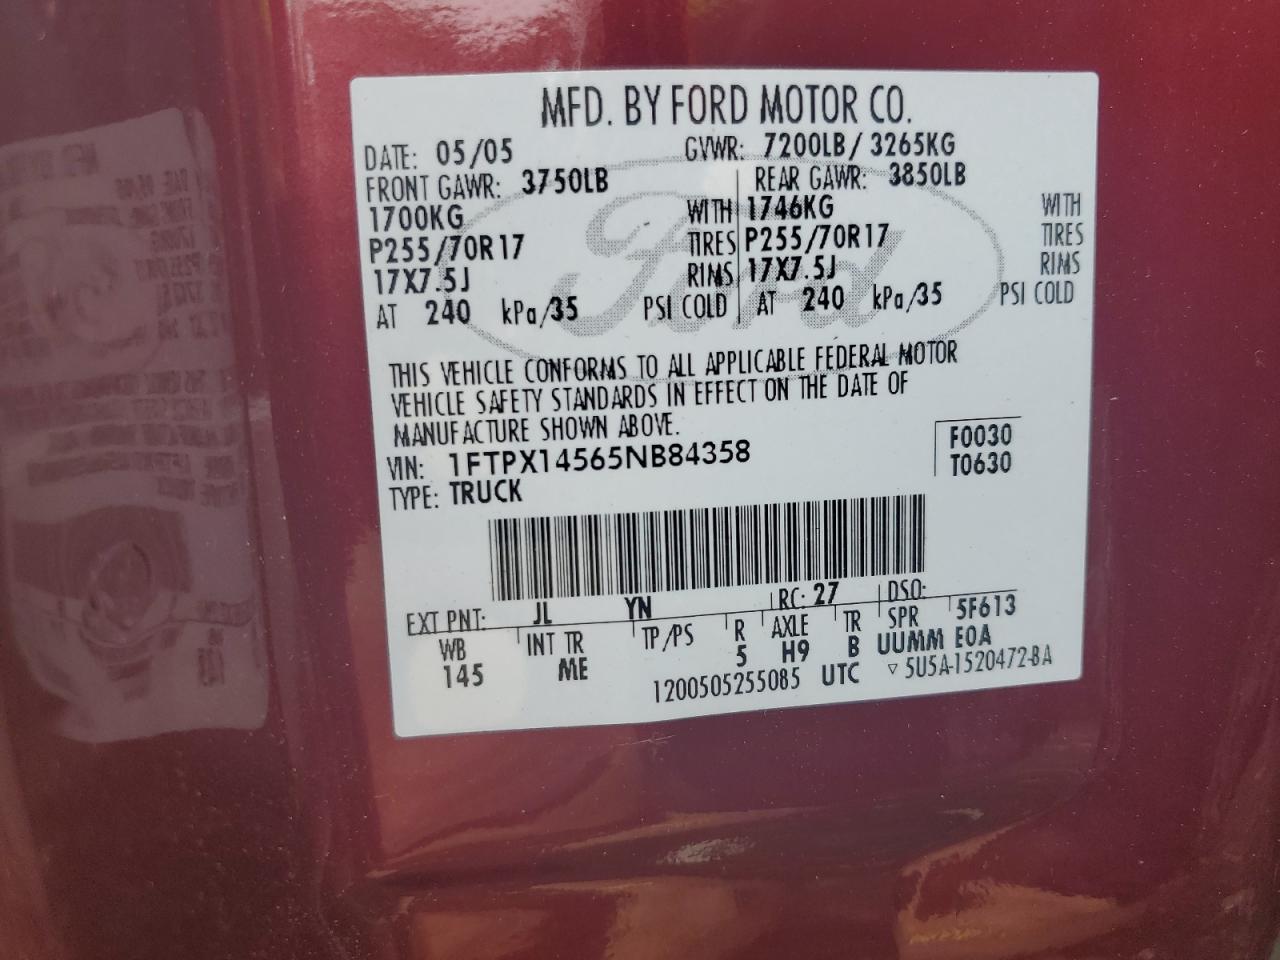 MFD. BY FORD MOTOR CO.
DATE: 05/05 GVWR: 7200LB / 3265KG
FRONT GAWR: 3750LB REAR GAWR: 3850LB
1700KG WITH 1746KG WITH
P255/70R17 TIRES P255/70R17 TIRES
17X7.5J RIMS 17X7.5J RIMS
AT 240 kPa/35 PSI COLD AT 240 kPa/35 PSI COLD
Ford
THIS VEHICLE CONFORMS TO ALL APPLICABLE FEDERAL MOTOR
VEHICLE SAFETY STANDARDS IN EFFECT ON THE DATE OF
MANUFACTURE SHOWN ABOVE.
VIN: 1FTPX14565NB84358 F0030
TYPE: TRUCK T0630
EXT PNT: JL YN RC: 27 DSO:
WB INT TR TP/PS R AXLE TR SPR 5F613
145 ME 5 H9 B UUMM EOA
1200505255085 UTC ▽ 5U5A-1520472-BA